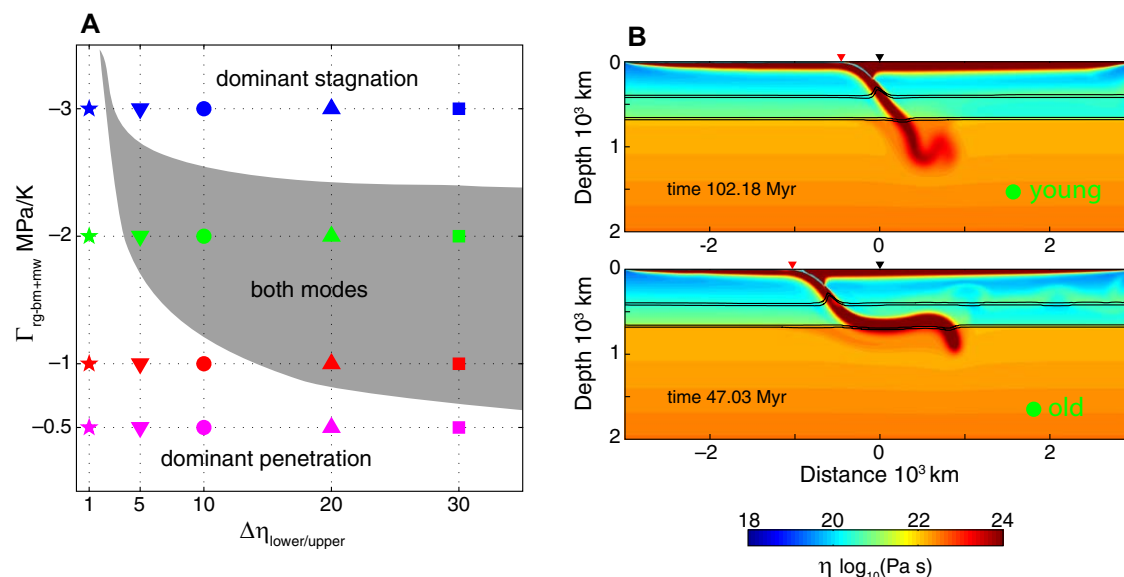 A
dominant stagnation
both modes
dominant penetration
−3
−2
−1
−0.5
Γrg-bm+mw MPa/K
1 5 10 20 30
Δηlower/upper
B
0
1
2
Depth 10³ km
time 102.18 Myr
young
-2 0 2
0
1
2
Depth 10³ km
time 47.03 Myr
old
−2 0 2
Distance 10³ km
18 20 22 24
η log₁₀(Pa s)